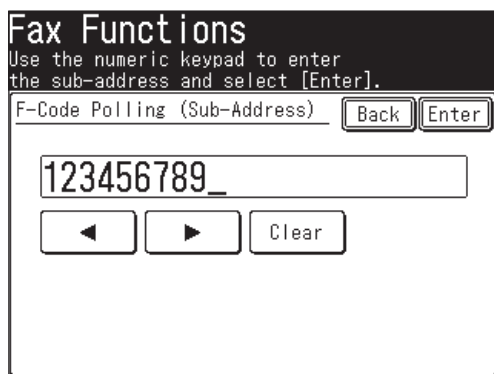 Fax Functions
Use the numeric keypad to enter
the sub-address and select [Enter].
F-Code Polling (Sub-Address) Back Enter
123456789_
◀ ▶ Clear